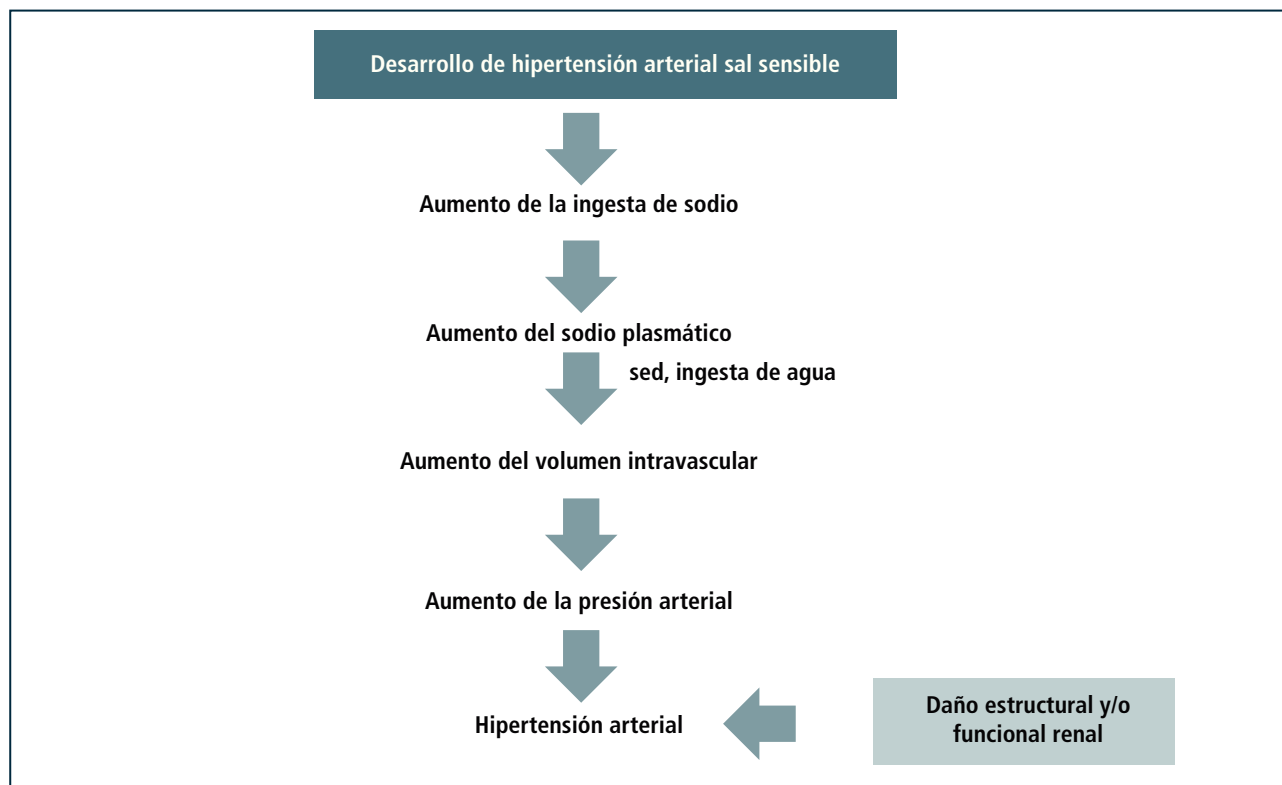 Desarrollo de hipertensión arterial sal sensible
Aumento de la ingesta de sodio
Aumento del sodio plasmático
sed, ingesta de agua
Aumento del volumen intravascular
Aumento de la presión arterial
Hipertensión arterial
Daño estructural y/o
funcional renal